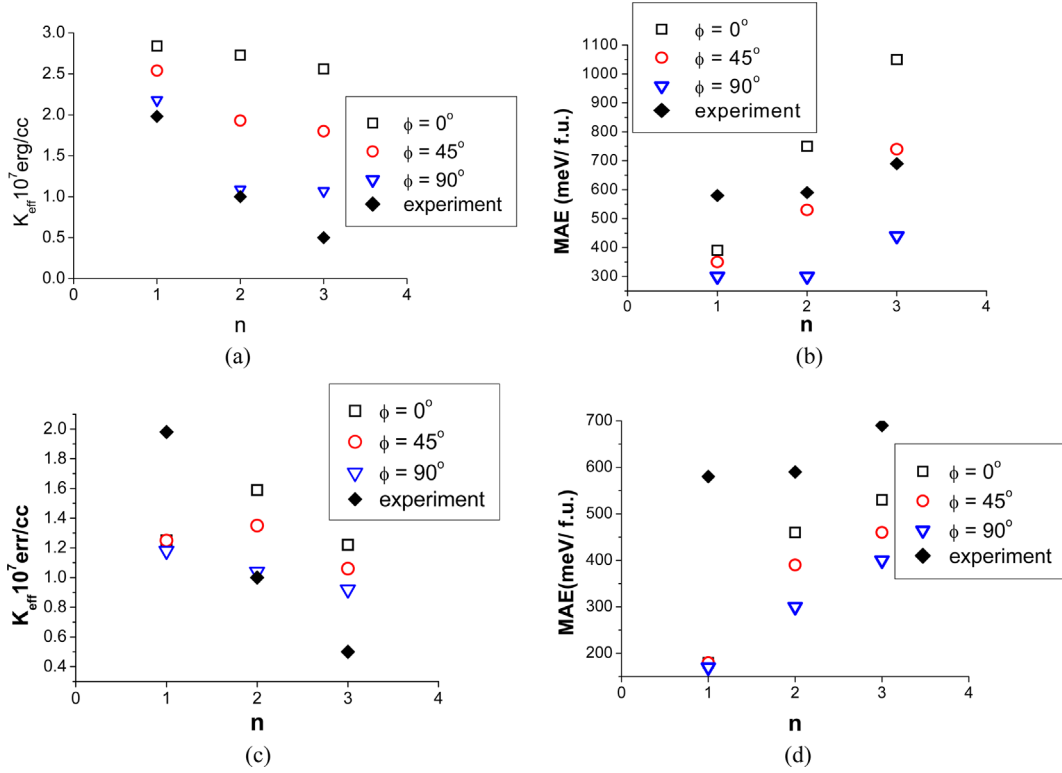 3.0
2.5
2.0
1.5
1.0
0.5
0.0
0 1 2 3 4
n
K_eff 10^7 erg/cc
ϕ = 0°
ϕ = 45°
ϕ = 90°
experiment
(a)
1100
1000
900
800
700
600
500
400
300
0 1 2 3 4
n
MAE (meV/ f.u.)
ϕ = 0°
ϕ = 45°
ϕ = 90°
experiment
(b)
2.0
1.8
1.6
1.4
1.2
1.0
0.8
0.6
0.4
0 1 2 3 4
n
K_eff 10^7 err/cc
ϕ = 0°
ϕ = 45°
ϕ = 90°
experiment
(c)
700
600
500
400
300
200
0 1 2 3 4
n
MAE(meV/ f.u.)
ϕ = 0°
ϕ = 45°
ϕ = 90°
experiment
(d)